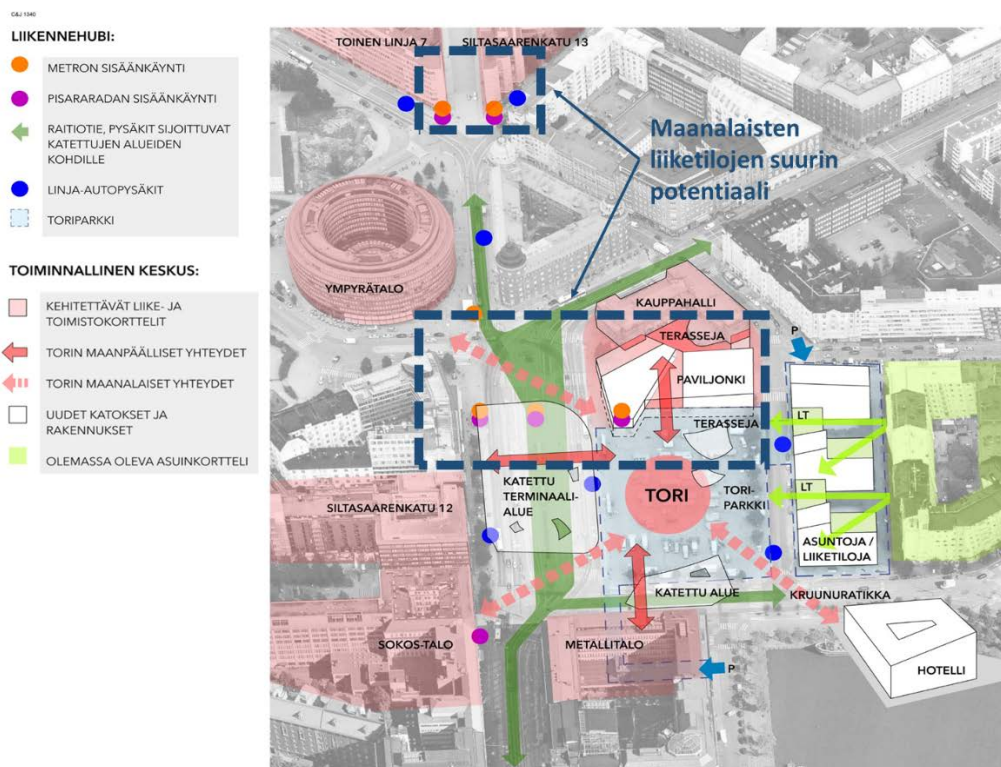 C&J 1040
LIIKENNEHUBI:
METRON SISÄÄNKÄYNTI
PISARARADAN SISÄÄNKÄYNTI
RAITIOTIE, PYSÄKIT SIJOITTUVAT
KATETTUJEN ALUEIDEN
KOHDILLE
LINJA-AUTOPYSÄKIT
TORIPARKKI
TOIMINNALLINEN KESKUS:
KEHITETTÄVÄT LIIKE- JA
TOIMISTOKORTTELIT
TORIN MAANPÄÄLLISET YHTEYDET
TORIN MAANALAISET YHTEYDET
UUDET KATOKSET JA
RAKENNUKSET
OLEMASSA OLEVA ASUINKORTTELI
TOINEN LINJA 7
SILTASAARENKATU 13
Maanalaisten
liiketilojen suurin
potentiaali
YMPYRÄTALO
KAUPPAHALLI
TERASSEJA
PAVILJONKI
P
TERASSEJA
LT
KATETTU
TERMINAALI-
ALUE
TORI
TORI-
PARKKI
LT
SILTASAARENKATU 12
ASUNTOJA /
LIIKETILOJA
KATETTU ALUE
KRUUNURATIKKA
SOKOS-TALO
METALLITALO
P
HOTELLI